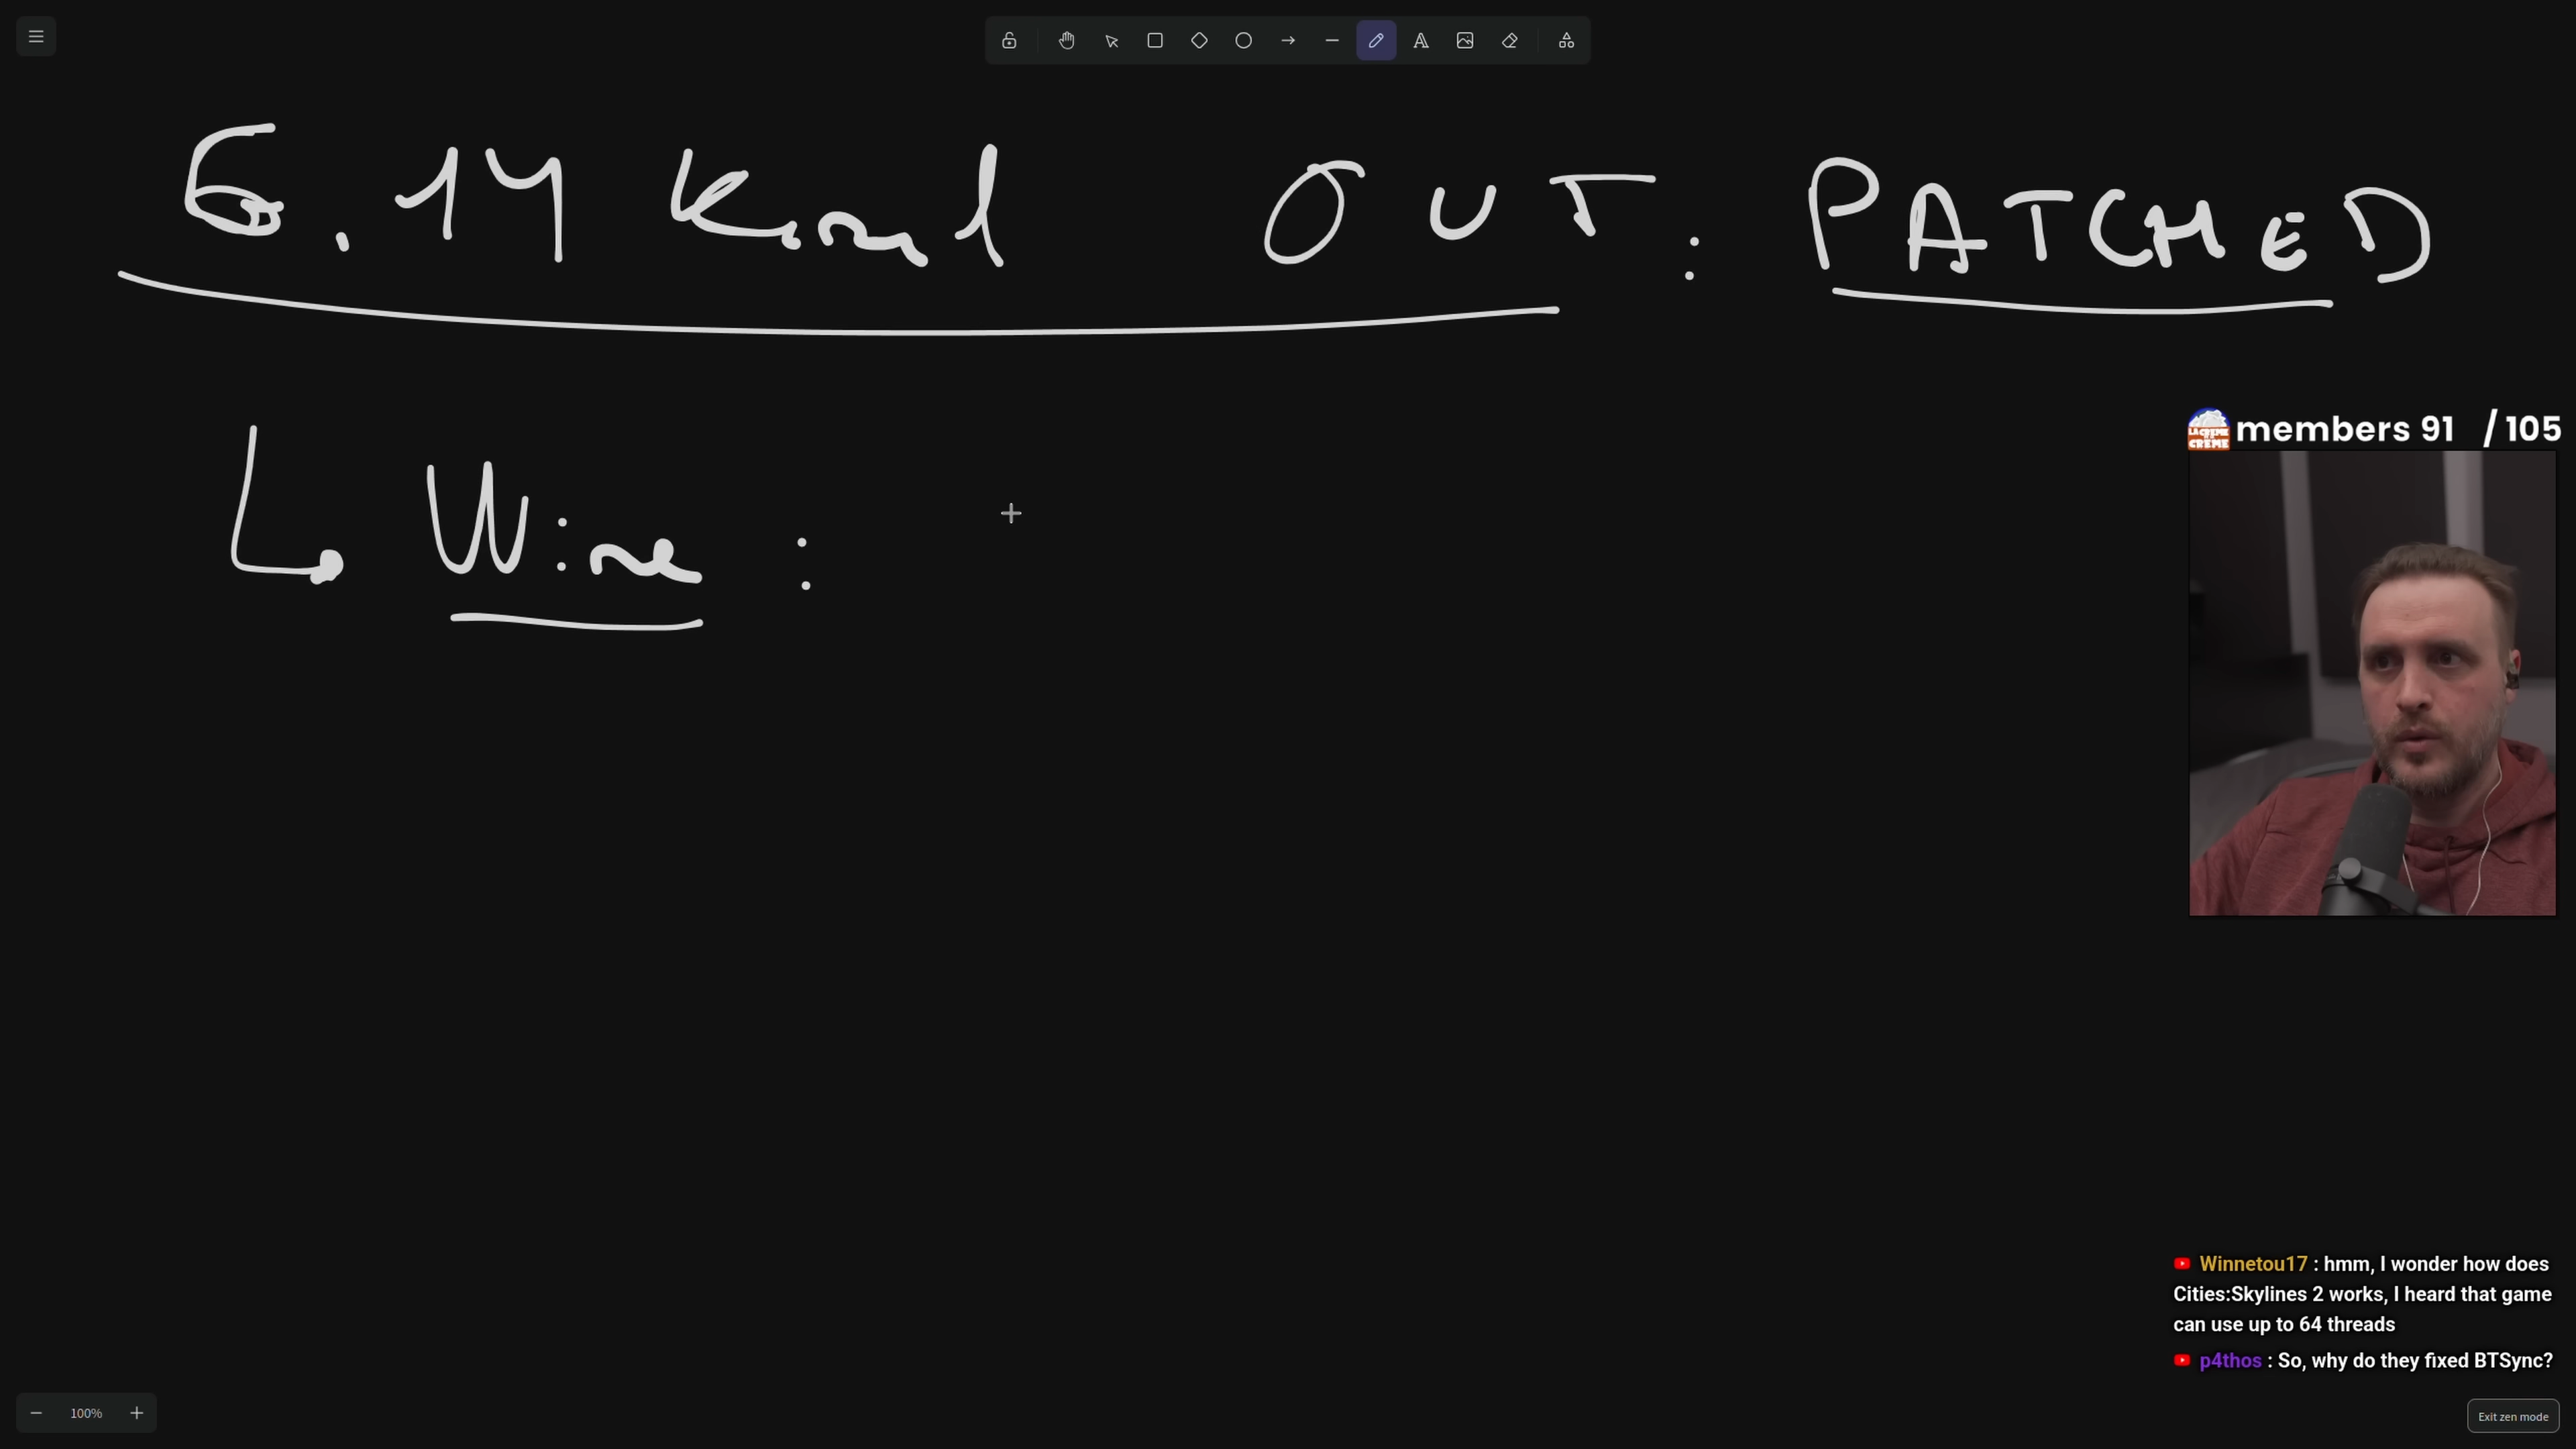 6.14 Kernel OUT : PATCHED
members 91 / 105
↳ Wine :
Winnetou17 : hmm, I wonder how does
Cities:Skylines 2 works, I heard that game
can use up to 64 threads
p4thos : So, why do they fixed BTSync?
100%
Exit zen mode